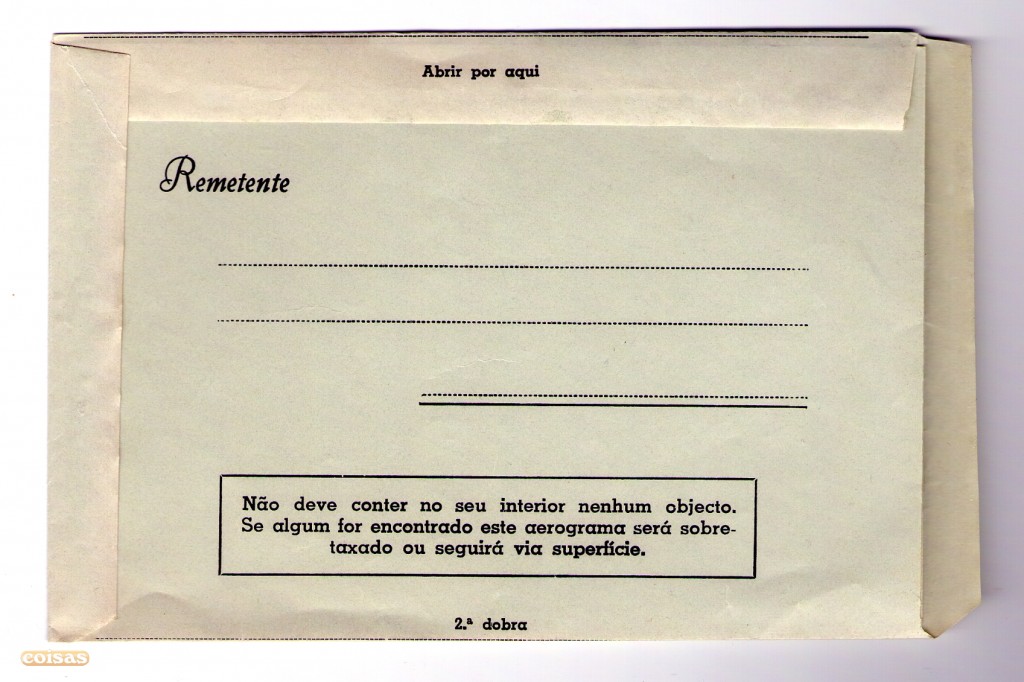 Abrir por aqui
Remetente
Não deve conter no seu interior nenhum objecto.
Se algum for encontrado este aerograma será sobre-
taxado ou seguirá via superfície.
2.ª dobra
coisas